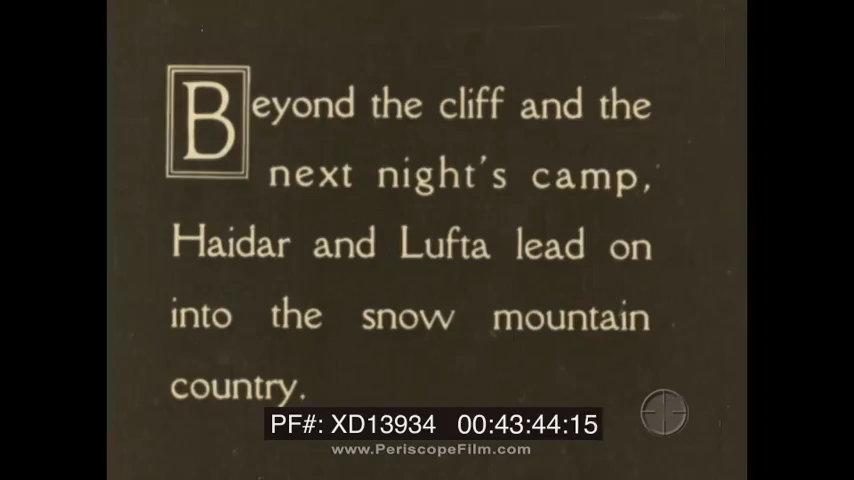 Beyond the cliff and the
next night's camp,
Haidar and Lufta lead on
into the snow mountain
country.
PF#: XD13934 00:43:44:15
www.PeriscopeFilm.com